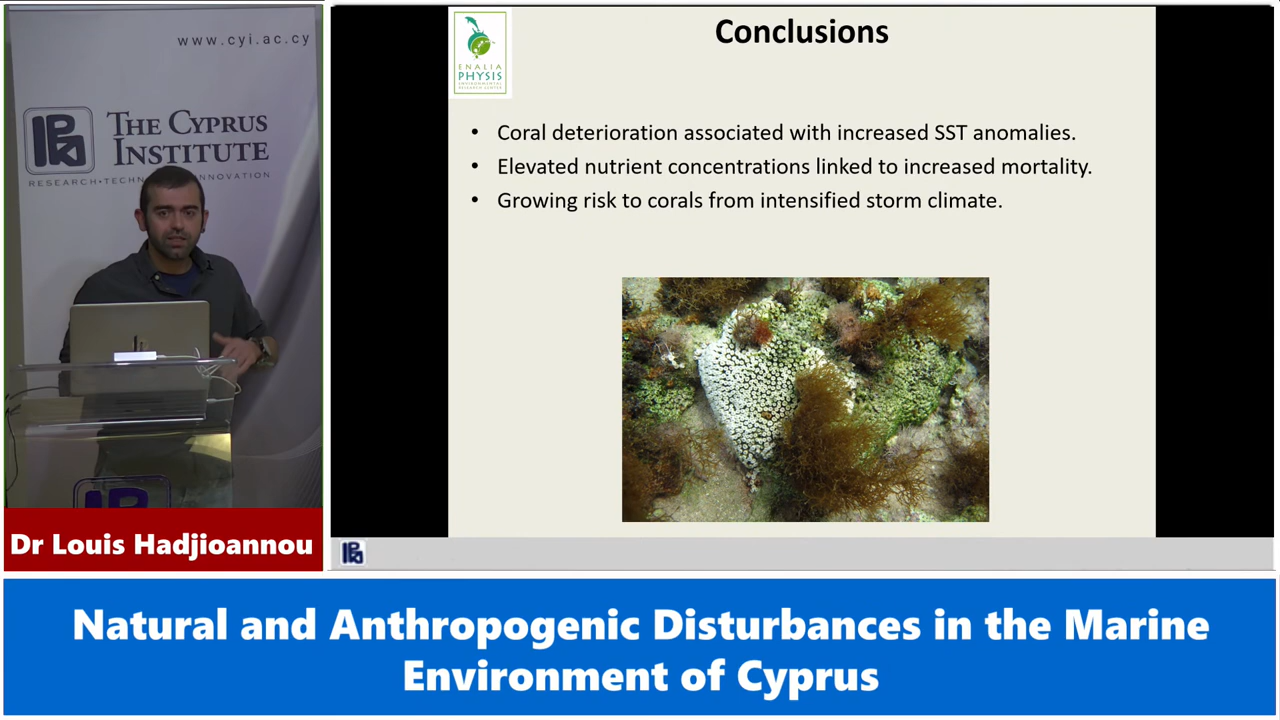 www.cyi.ac.cy
THE CYPRUS
INSTITUTE
Conclusions
ENALIA
PHYSIS
ENVIRONMENTAL
RESEARCH CENTER
• Coral deterioration associated with increased SST anomalies.
• Elevated nutrient concentrations linked to increased mortality.
• Growing risk to corals from intensified storm climate.
Dr Louis Hadjioannou
Natural and Anthropogenic Disturbances in the Marine
Environment of Cyprus